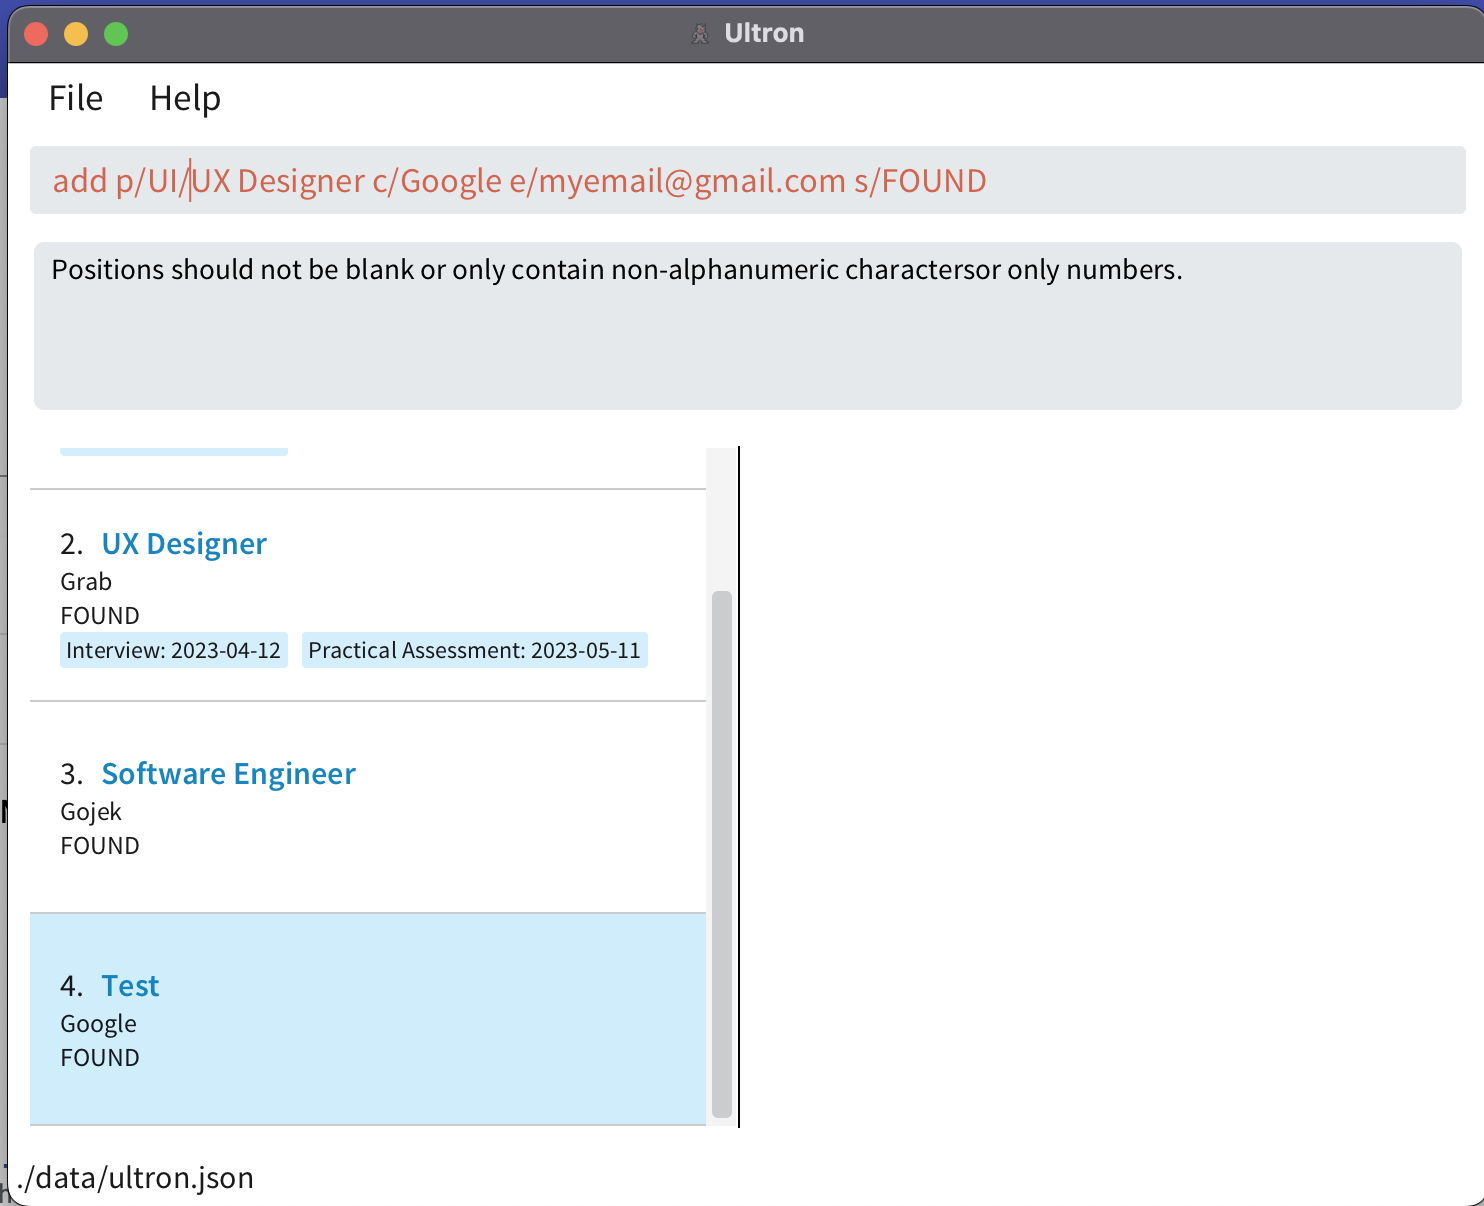 Ultron
File Help
add p/UI/UX Designer c/Google e/myemail@gmail.com s/FOUND
Positions should not be blank or only contain non-alphanumeric charactersor only numbers.
2. UX Designer
Grab
FOUND
Interview: 2023-04-12 Practical Assessment: 2023-05-11
3. Software Engineer
Gojek
FOUND
4. Test
Google
FOUND
./data/ultron.json